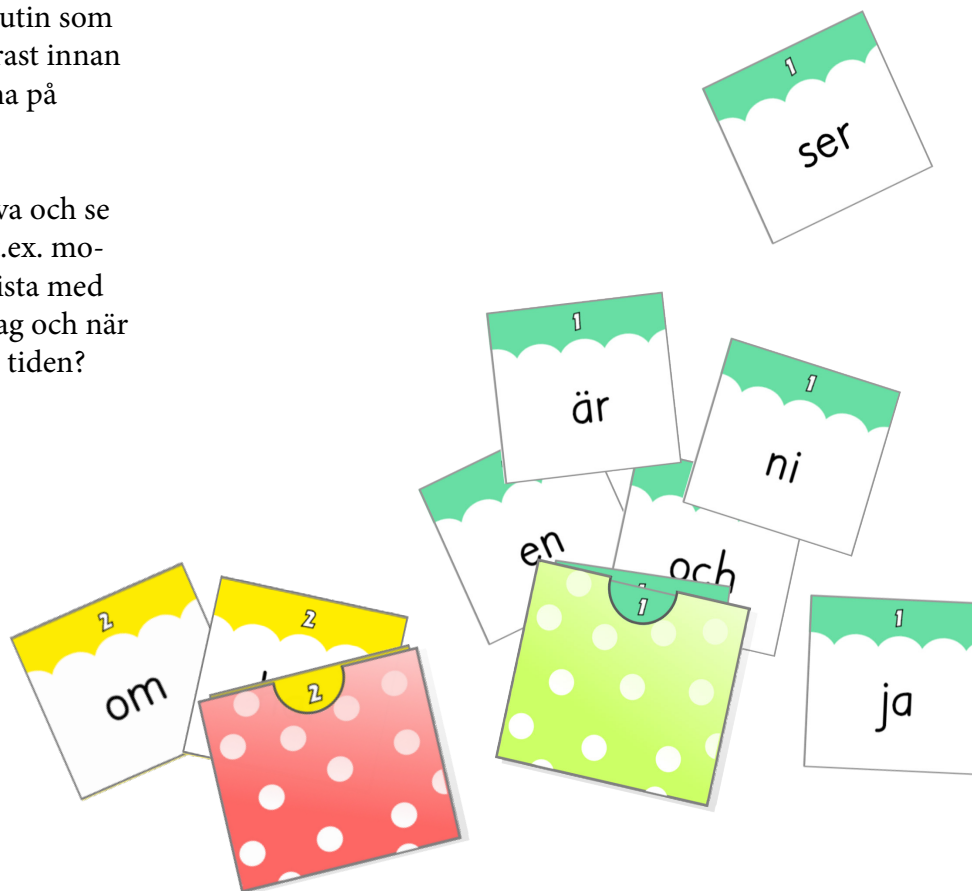 utin som
rast innan
na på
va och se
.ex. mo-
ista med
ag och när
tiden?
1
ser
1
är
1
ni
en
och
1
1
ja
2
om
2
2